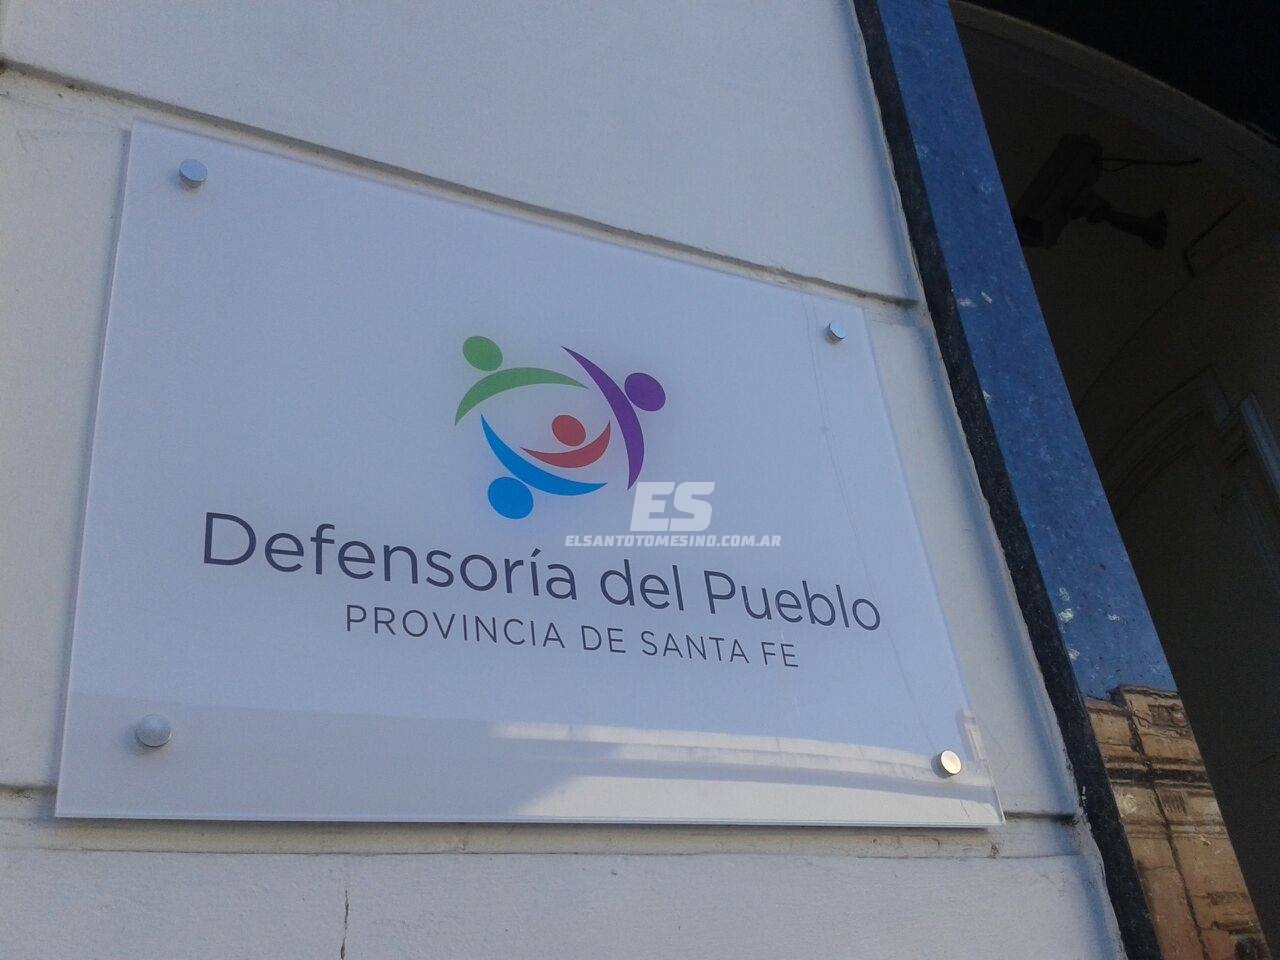 ES
ELSANTOTOMESINO.COM.AR
Defensoría del Pueblo
PROVINCIA DE SANTA FE